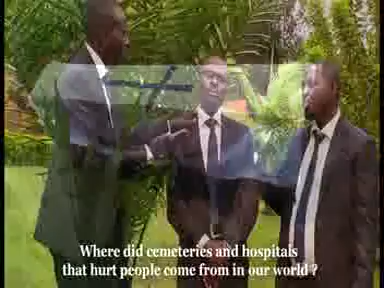 Where did cemeteries and hospitals
that hurt people come from in our world ?